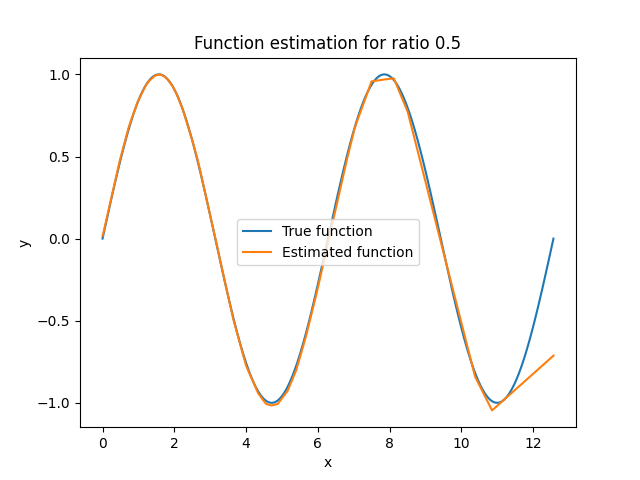 Function estimation for ratio 0.5
1.0
0.5
0.0
−0.5
−1.0
y
True function
Estimated function
0 2 4 6 8 10 12
x